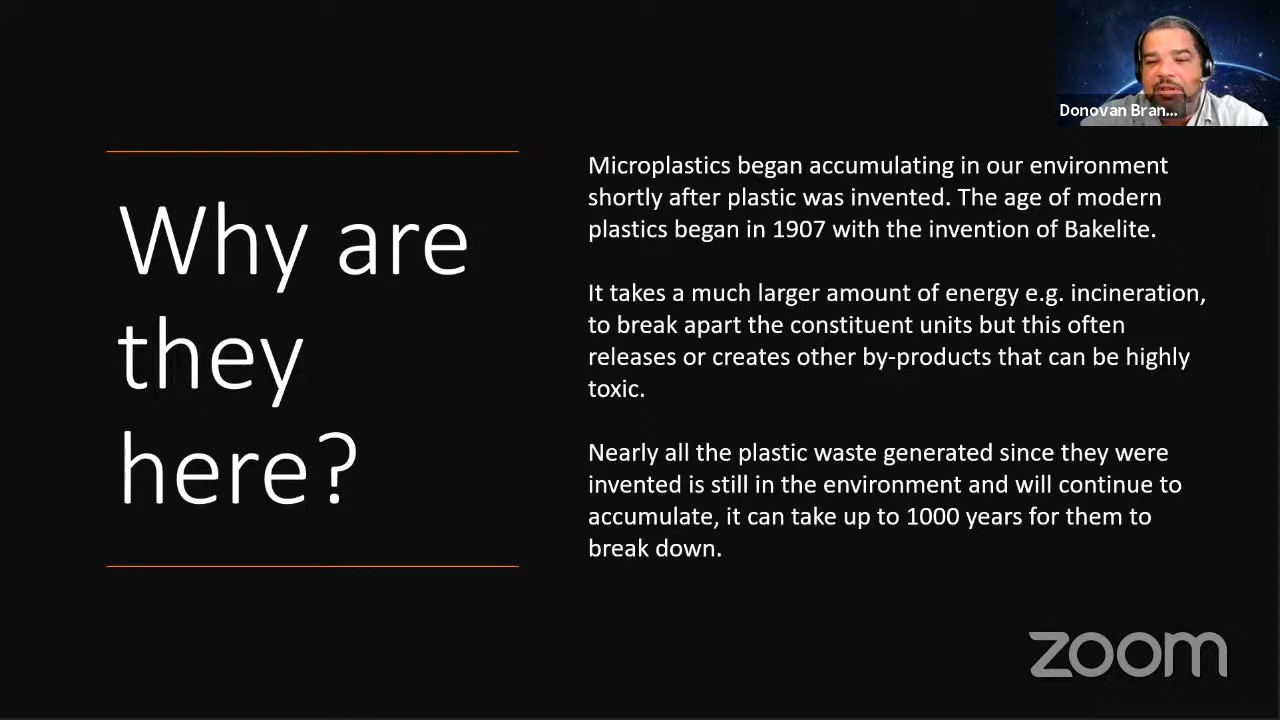 Donovan Bran...
Why are
they
here?
Microplastics began accumulating in our environment
shortly after plastic was invented. The age of modern
plastics began in 1907 with the invention of Bakelite.
It takes a much larger amount of energy e.g. incineration,
to break apart the constituent units but this often
releases or creates other by-products that can be highly
toxic.
Nearly all the plastic waste generated since they were
invented is still in the environment and will continue to
accumulate, it can take up to 1000 years for them to
break down.
zoom